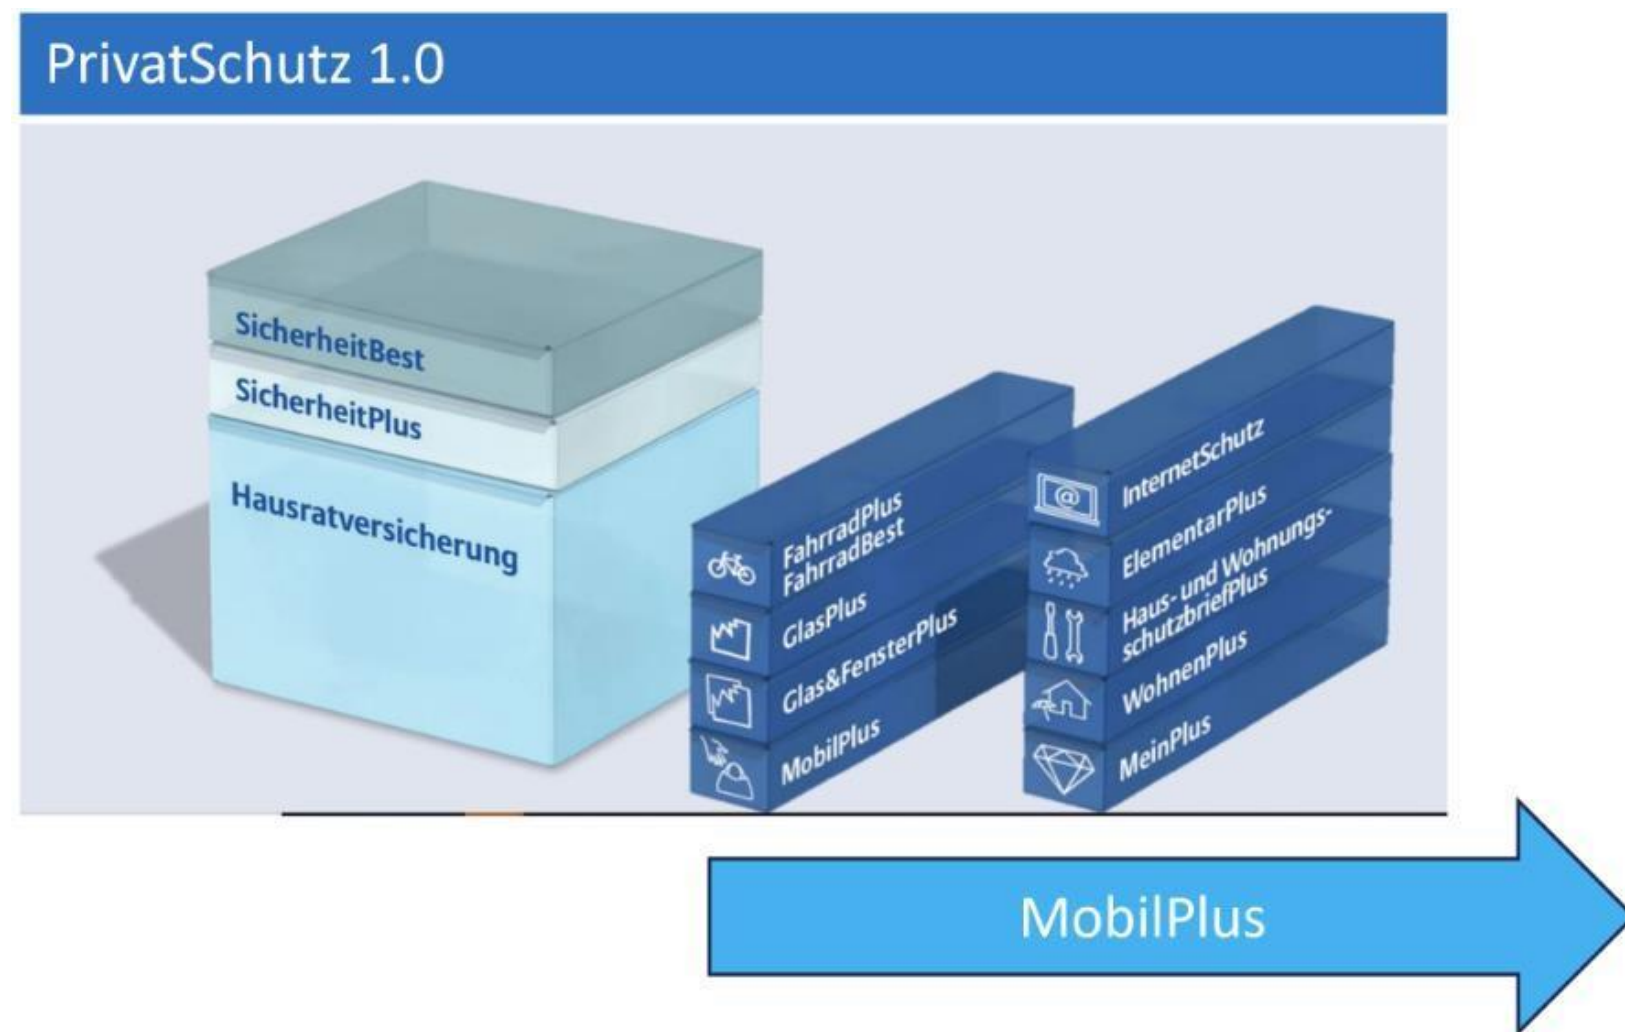 PrivatSchutz 1.0
SicherheitBest
SicherheitPlus
Hausratversicherung
FahrradPlus
FahrradBest
GlasPlus
Glas&FensterPlus
MobilPlus
@
InternetSchutz
ElementarPlus
Haus- und Wohnungs-
schutzbriefPlus
WohnenPlus
MeinPlus
MobilPlus